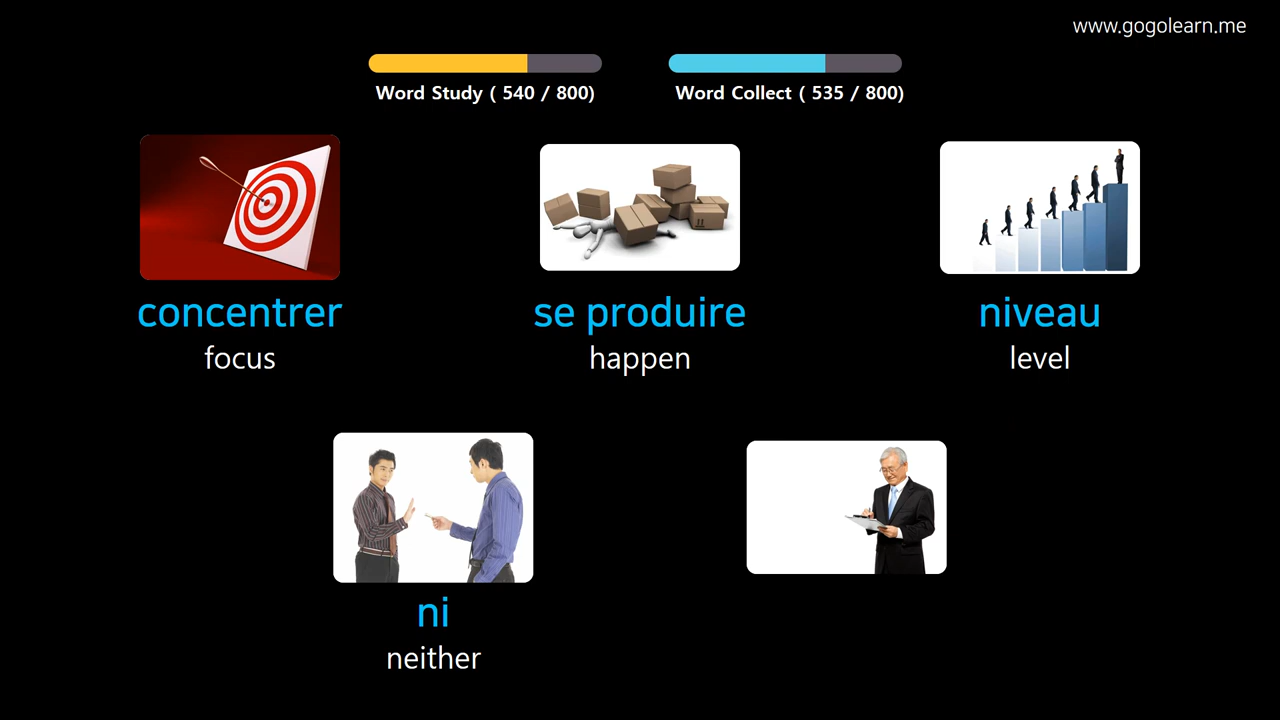 www.gogolearn.me
Word Study ( 540 / 800)
Word Collect ( 535 / 800)
concentrer
focus
se produire
happen
niveau
level
ni
neither